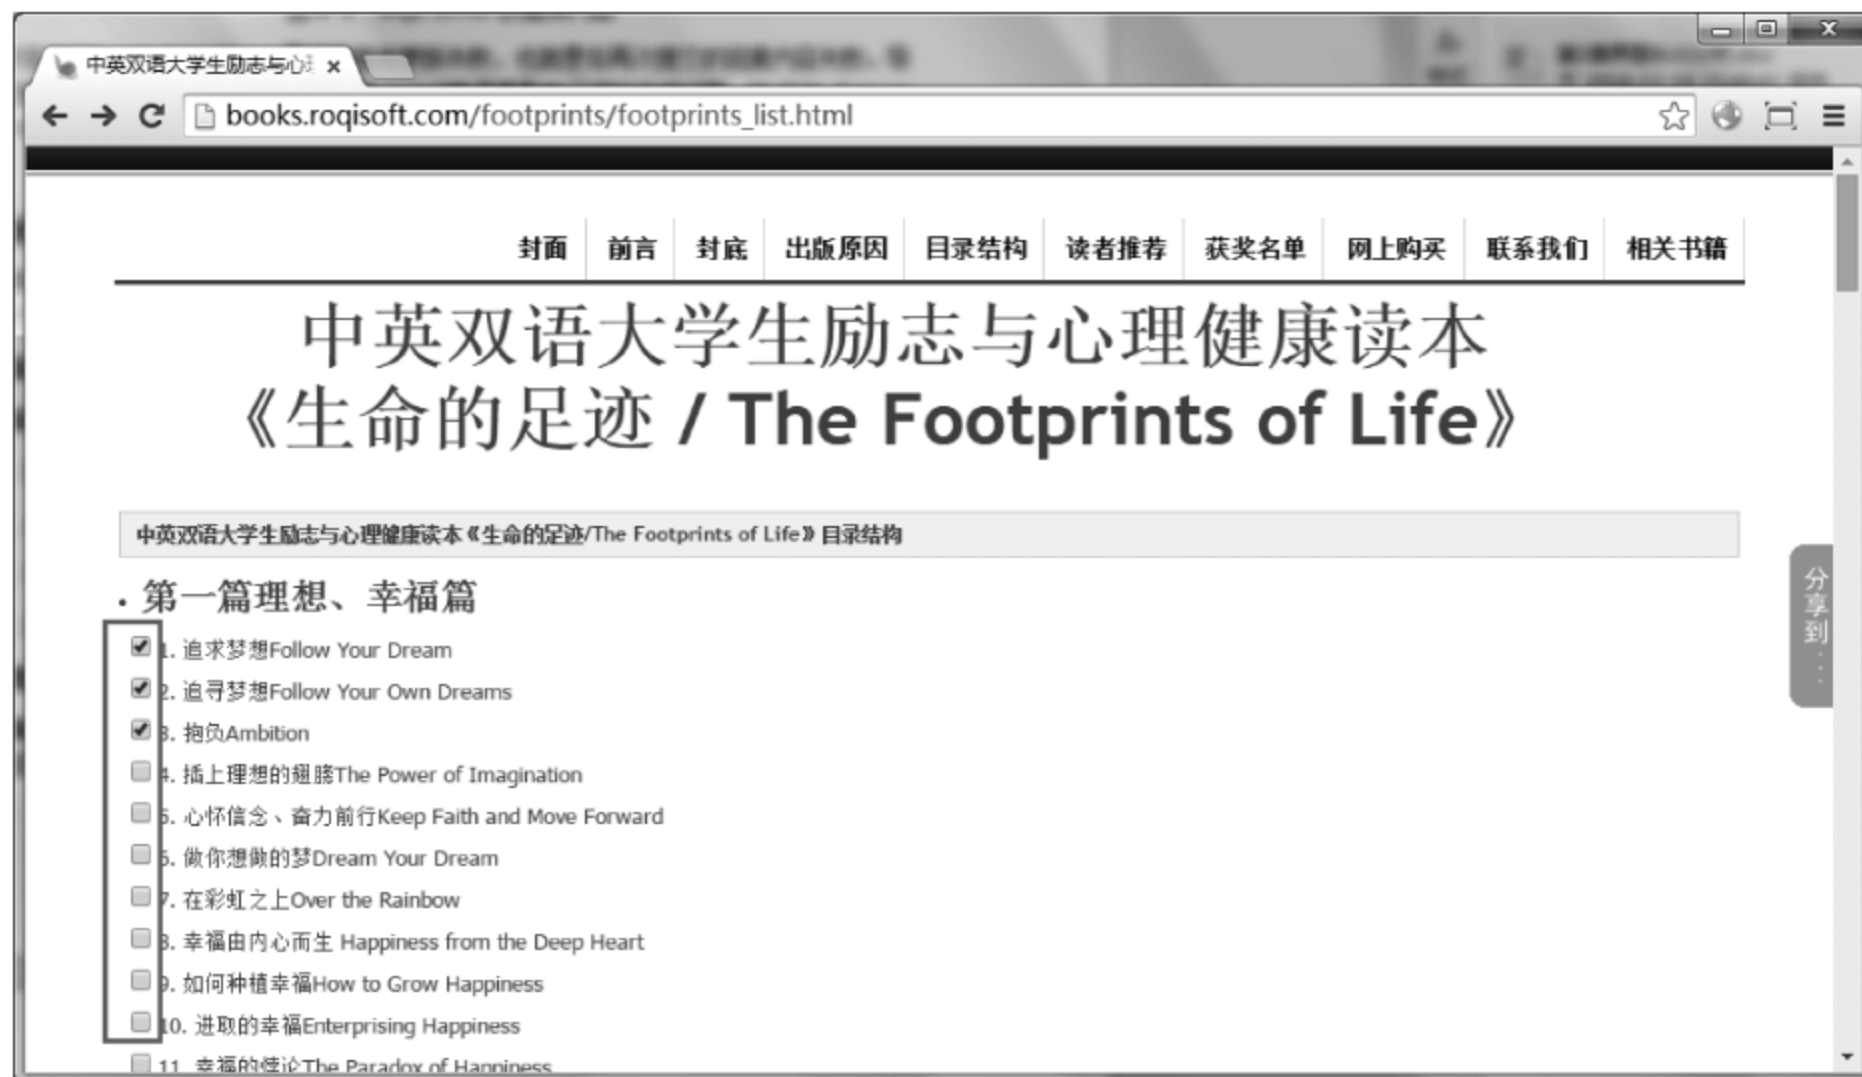 中英双语大学生励志与心
books.roqisoft.com/footprints/footprints_list.html
封面 前言 封底 出版原因 目录结构 读者推荐 获奖名单 网上购买 联系我们 相关书籍
中英双语大学生励志与心理健康读本
《生命的足迹 / The Footprints of Life》
中英双语大学生励志与心理健康读本《生命的足迹/The Footprints of Life》目录结构
• 第一篇理想、幸福篇
1. 追求梦想Follow Your Dream
2. 追寻梦想Follow Your Own Dreams
3. 抱负Ambition
4. 插上理想的翅膀The Power of Imagination
5. 心怀信念、奋力前行Keep Faith and Move Forward
6. 做你想做的梦Dream Your Dream
7. 在彩虹之上Over the Rainbow
8. 幸福由内心而生 Happiness from the Deep Heart
9. 如何种植幸福How to Grow Happiness
10. 进取的幸福Enterprising Happiness
11. 幸福的悖论The Paradox of Happiness
分享到...